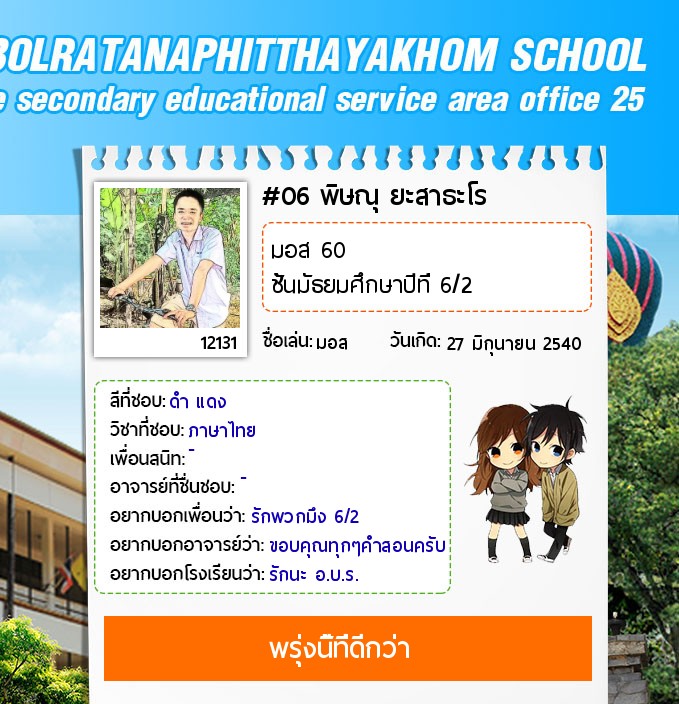 BOLRATANAPHITTHAYAKHOM SCHOOL
e secondary educational service area office 25
#06 พิษณุ ยะสาธะโร
มอส 60
ชั้นมัธยมศึกษาปีที่ 6/2
12131
ชื่อเล่น: มอส วันเกิด: 27 มิถุนายน 2540
สีที่ชอบ: ดำ แดง
วิชาที่ชอบ: ภาษาไทย
เพื่อนสนิท: -
อาจารย์ที่ชื่นชอบ: -
อยากบอกเพื่อนว่า: รักพวกมึง 6/2
อยากบอกอาจารย์ว่า: ขอบคุณทุกๆคำสอนครับ
อยากบอกโรงเรียนว่า: รักนะ อ.บ.ร.
พรุ่งนี้ที่ดีกว่า